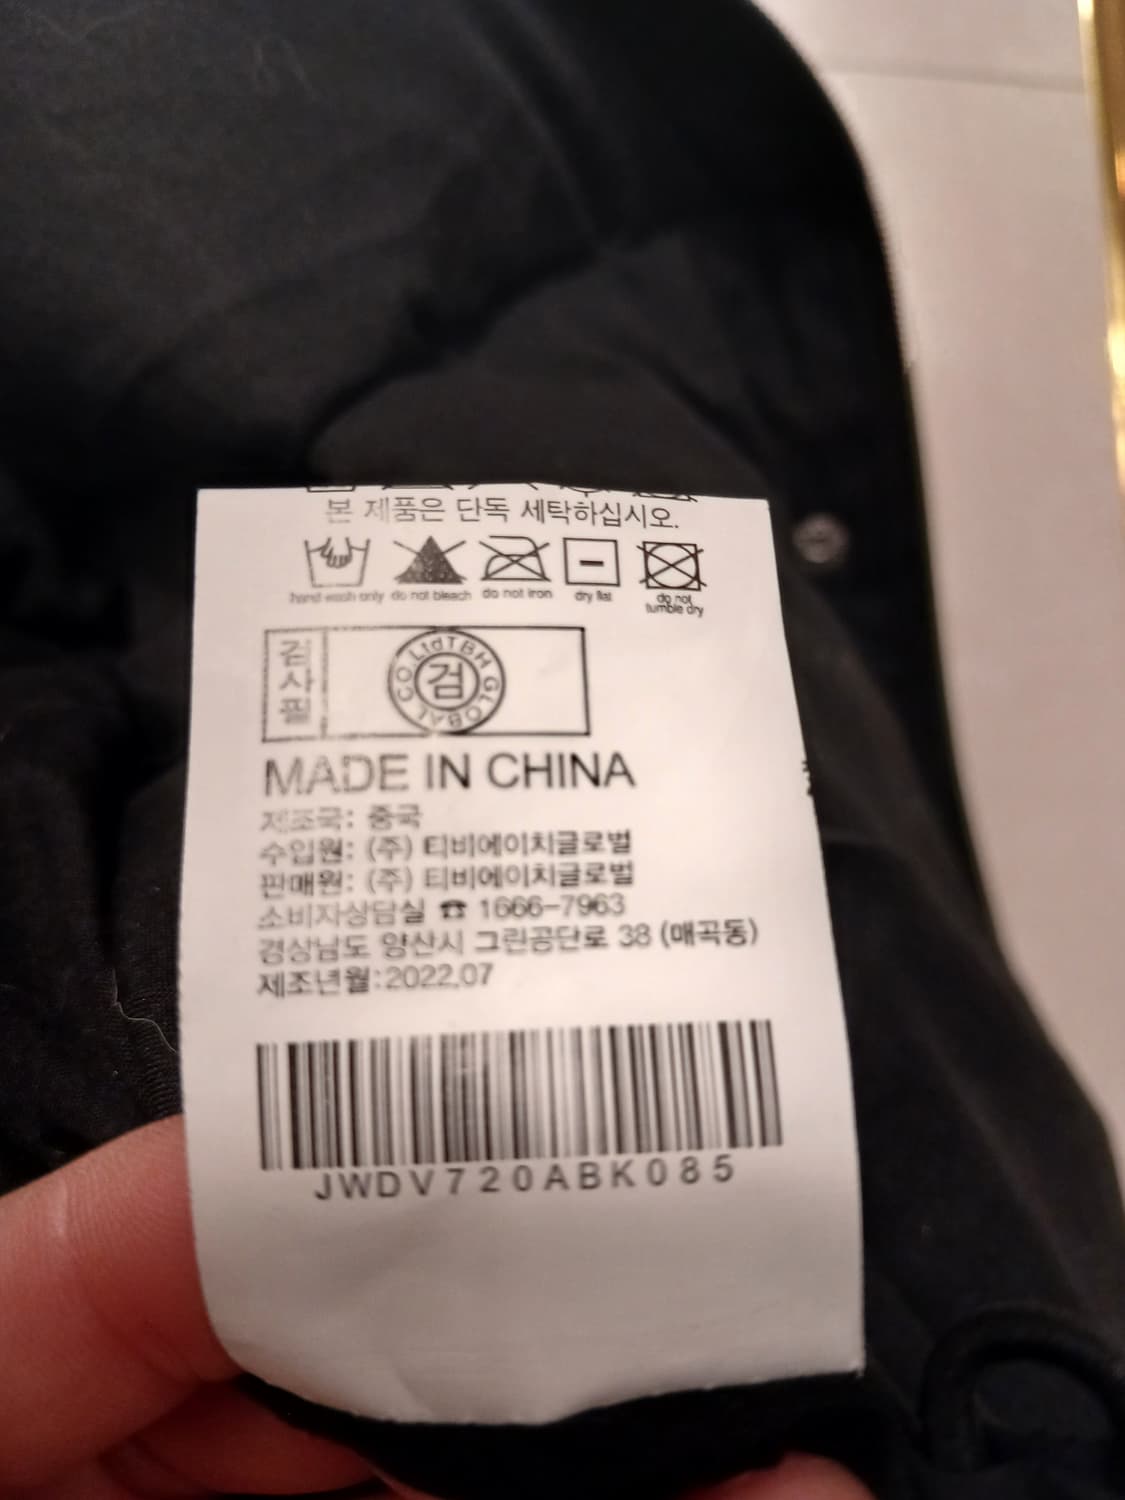 본 제품은 단독 세탁하십시오.
hand wash only do not bleach do not iron dry flat do not tumble dry
검사필
검
TBH GLOBAL CO.Ltd
MADE IN CHINA
제조국: 중국
수입원: (주) 티비에이치글로벌
판매원: (주) 티비에이치글로벌
소비자상담실 ☎ 1666-7963
경상남도 양산시 그린공단로 38 (매곡동)
제조년월:2022.07
JWDV720ABK085